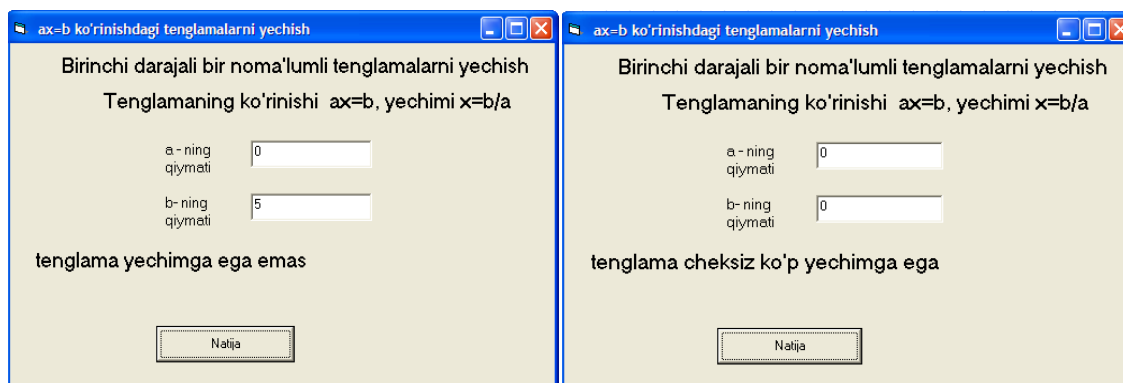 ax=b ko'rinishdagi tenglamalarni yechish
Birinchi darajali bir noma'lumli tenglamalarni yechish
Tenglamaning ko'rinishi ax=b, yechimi x=b/a
a - ning
qiymati
0
b- ning
qiymati
5
tenglama yechimga ega emas
Natija
ax=b ko'rinishdagi tenglamalarni yechish
Birinchi darajali bir noma'lumli tenglamalarni yechish
Tenglamaning ko'rinishi ax=b, yechimi x=b/a
a - ning
qiymati
0
b- ning
qiymati
0
tenglama cheksiz ko'p yechimga ega
Natija